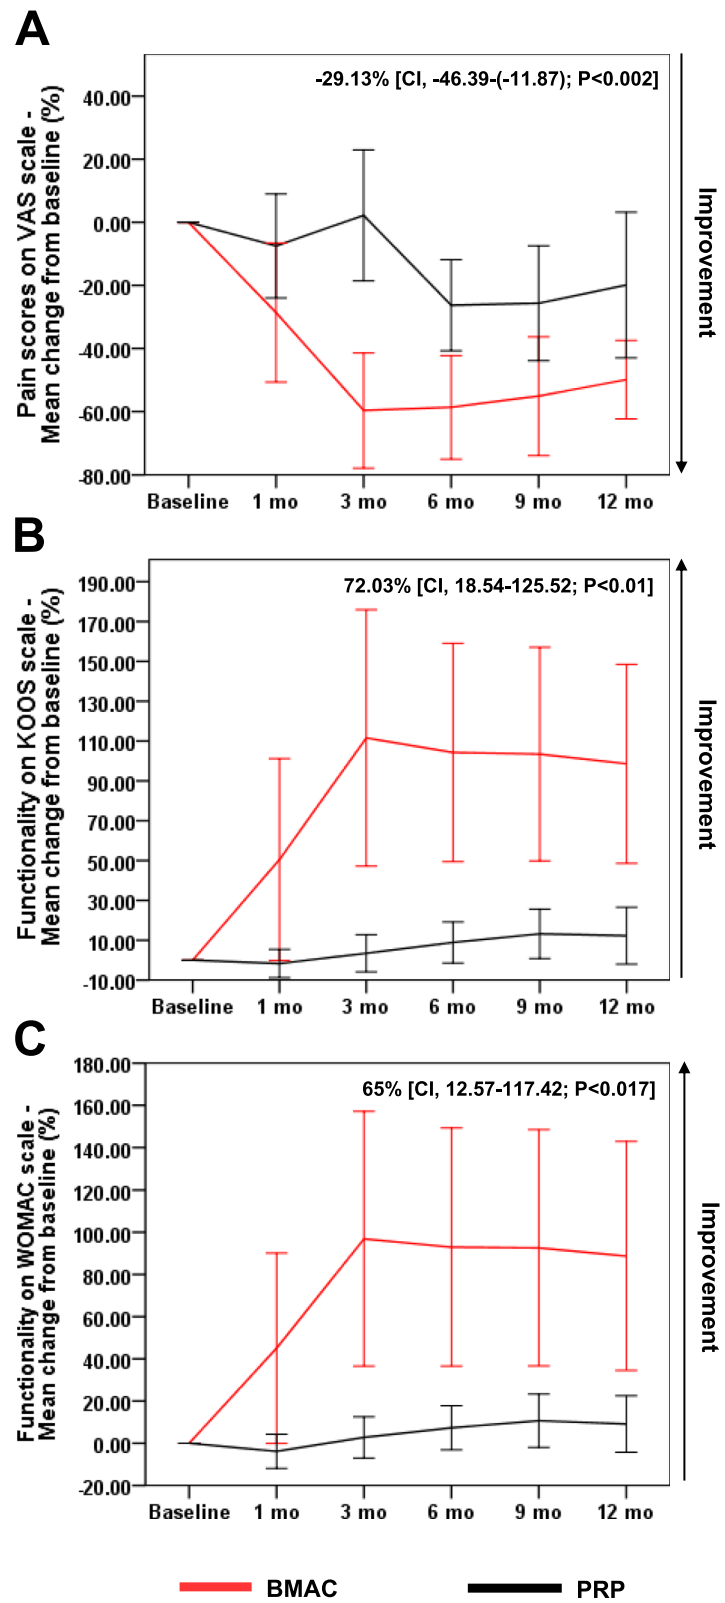 A
-29.13% [CI, -46.39-(-11.87); P<0.002]
Pain scores on VAS scale -
Mean change from baseline (%)
40.00
20.00
0.00
-20.00
-40.00
-60.00
-80.00
Baseline 1 mo 3 mo 6 mo 9 mo 12 mo
Improvement
B
72.03% [CI, 18.54-125.52; P<0.01]
Functionality on KOOS scale -
Mean change from baseline (%)
190.00
170.00
150.00
130.00
110.00
90.00
70.00
50.00
30.00
10.00
-10.00
Baseline 1 mo 3 mo 6 mo 9 mo 12 mo
Improvement
C
65% [CI, 12.57-117.42; P<0.017]
Functionality on WOMAC scale -
Mean change from baseline (%)
180.00
160.00
140.00
120.00
100.00
80.00
60.00
40.00
20.00
0.00
-20.00
Baseline 1 mo 3 mo 6 mo 9 mo 12 mo
Improvement
BMAC PRP